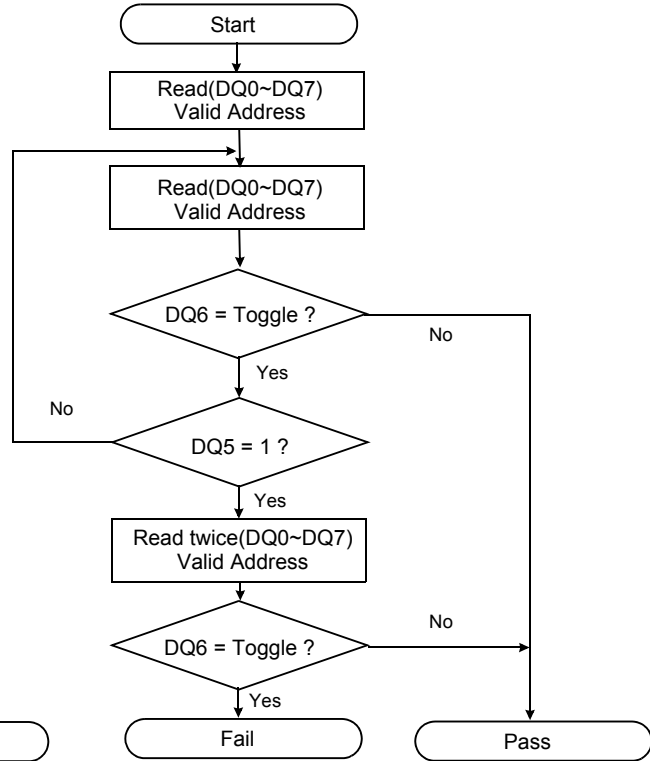 Start
Read(DQ0~DQ7)
Valid Address
Read(DQ0~DQ7)
Valid Address
DQ6 = Toggle ?
No
Yes
No
DQ5 = 1 ?
Yes
Read twice(DQ0~DQ7)
Valid Address
DQ6 = Toggle ?
No
Yes
Fail
Pass